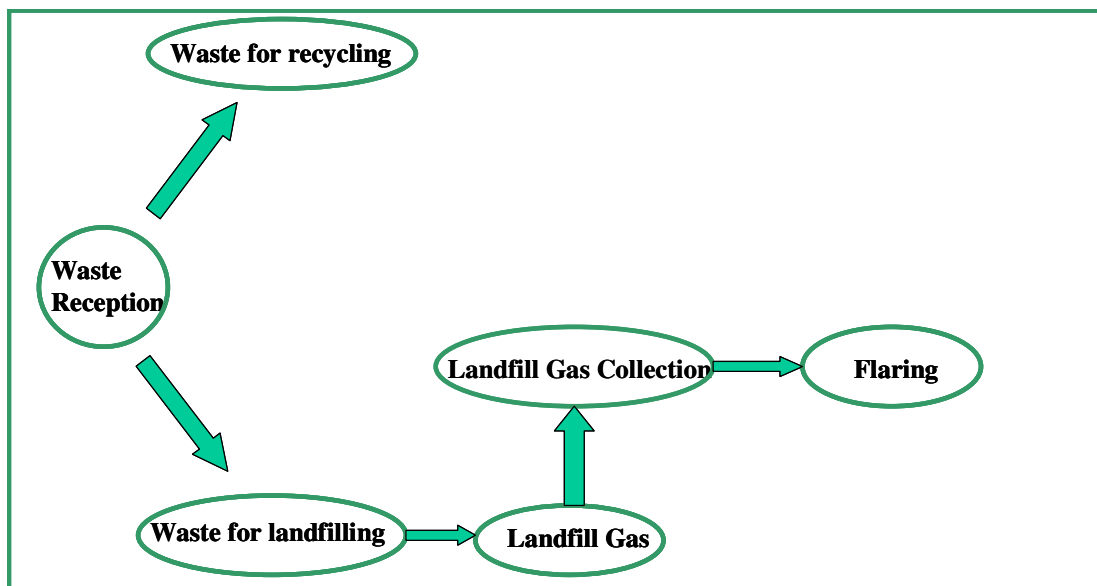 Waste for recycling
Waste
Reception
Landfill Gas Collection
Flaring
Waste for landfilling
Landfill Gas